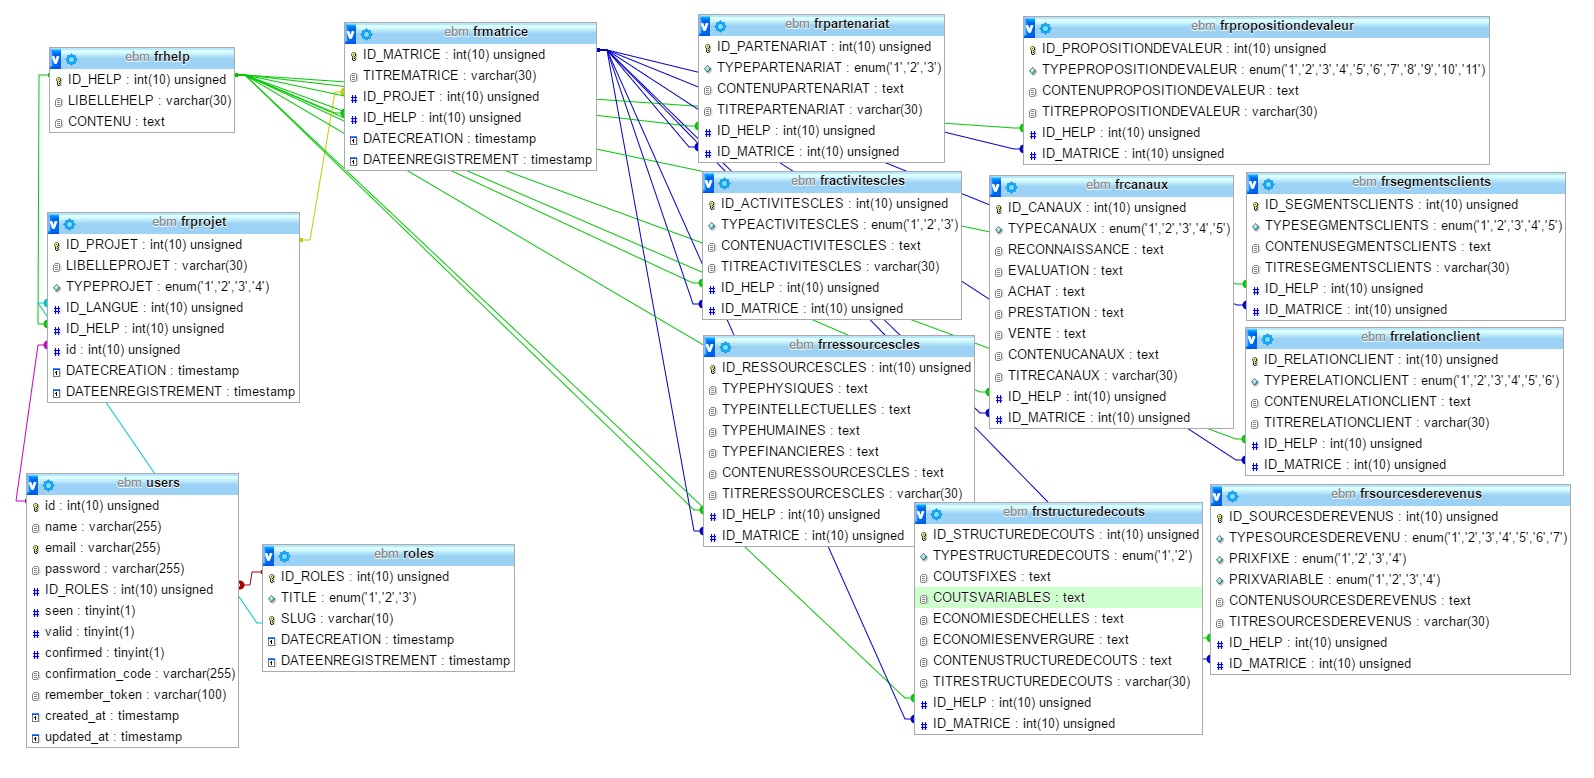 ebm frhelp
ID_HELP : int(10) unsigned
LIBELLEHELP : varchar(30)
CONTENU : text
ebm frmatrice
ID_MATRICE : int(10) unsigned
TITREMATRICE : varchar(30)
ID_PROJET : int(10) unsigned
ID_HELP : int(10) unsigned
DATECREATION : timestamp
DATEENREGISTREMENT : timestamp
ebm frpartenariat
ID_PARTENARIAT : int(10) unsigned
TYPEPARTENARIAT : enum('1','2','3')
CONTENUPARTENARIAT : text
TITREPARTENARIAT : varchar(30)
ID_HELP : int(10) unsigned
ID_MATRICE : int(10) unsigned
ebm frpropositiondevaleur
ID_PROPOSITIONDEVALEUR : int(10) unsigned
TYPEPROPOSITIONDEVALEUR : enum('1','2','3','4','5','6','7','8','9','10','11')
CONTENUPROPOSITIONDEVALEUR : text
TITREPROPOSITIONDEVALEUR : varchar(30)
ID_HELP : int(10) unsigned
ID_MATRICE : int(10) unsigned
ebm frprojet
ID_PROJET : int(10) unsigned
LIBELLEPROJET : varchar(30)
TYPEPROJET : enum('1','2','3','4')
ID_LANGUE : int(10) unsigned
ID_HELP : int(10) unsigned
id : int(10) unsigned
DATECREATION : timestamp
DATEENREGISTREMENT : timestamp
ebm fractivitescles
ID_ACTIVITESCLES : int(10) unsigned
TYPEACTIVITESCLES : enum('1','2','3')
CONTENUACTIVITESCLES : text
TITREACTIVITESCLES : varchar(30)
ID_HELP : int(10) unsigned
ID_MATRICE : int(10) unsigned
ebm frcanaux
ID_CANAUX : int(10) unsigned
TYPECANAUX : enum('1','2','3','4','5')
RECONNAISSANCE : text
EVALUATION : text
ACHAT : text
PRESTATION : text
VENTE : text
CONTENUCANAUX : text
TITRECANAUX : varchar(30)
ID_HELP : int(10) unsigned
ID_MATRICE : int(10) unsigned
ebm frsegmentsclients
ID_SEGMENTSCLIENTS : int(10) unsigned
TYPESEGMENTSCLIENTS : enum('1','2','3','4','5')
CONTENUSEGMENTSCLIENTS : text
TITRESEGMENTSCLIENTS : varchar(30)
ID_HELP : int(10) unsigned
ID_MATRICE : int(10) unsigned
ebm frressourcescles
ID_RESSOURCESCLES : int(10) unsigned
TYPEPHYSIQUES : text
TYPEINTELLECTUELLES : text
TYPEHUMAINES : text
TYPEFINANCIERES : text
CONTENURESSOURCESCLES : text
TITRERESSOURCESCLES : varchar(30)
ID_HELP : int(10) unsigned
ID_MATRICE : int(10) unsigned
ebm frrelationclient
ID_RELATIONCLIENT : int(10) unsigned
TYPERELATIONCLIENT : enum('1','2','3','4','5','6')
CONTENURELATIONCLIENT : text
TITRERELATIONCLIENT : varchar(30)
ID_HELP : int(10) unsigned
ID_MATRICE : int(10) unsigned
ebm users
id : int(10) unsigned
name : varchar(255)
email : varchar(255)
password : varchar(255)
ID_ROLES : int(10) unsigned
seen : tinyint(1)
valid : tinyint(1)
confirmed : tinyint(1)
confirmation_code : varchar(255)
remember_token : varchar(100)
created_at : timestamp
updated_at : timestamp
ebm roles
ID_ROLES : int(10) unsigned
TITLE : enum('1','2','3')
SLUG : varchar(10)
DATECREATION : timestamp
DATEENREGISTREMENT : timestamp
ebm frstructuredecouts
ID_STRUCTUREDECOUTS : int(10) unsigned
TYPESTRUCTUREDECOUTS : enum('1','2')
COUTSFIXES : text
COUTSVARIABLES : text
ECONOMIESDECHELLES : text
ECONOMIESENVERGURE : text
CONTENUSTRUCTUREDECOUTS : text
TITRESTRUCTUREDECOUTS : varchar(30)
ID_HELP : int(10) unsigned
ID_MATRICE : int(10) unsigned
ebm frsourcesderevenus
ID_SOURCESDEREVENUS : int(10) unsigned
TYPESOURCESDEREVENU : enum('1','2','3','4','5','6','7')
PRIXFIXE : enum('1','2','3','4')
PRIXVARIABLE : enum('1','2','3','4')
CONTENUSOURCESDEREVENUS : text
TITRESOURCESDEREVENUS : varchar(30)
ID_HELP : int(10) unsigned
ID_MATRICE : int(10) unsigned